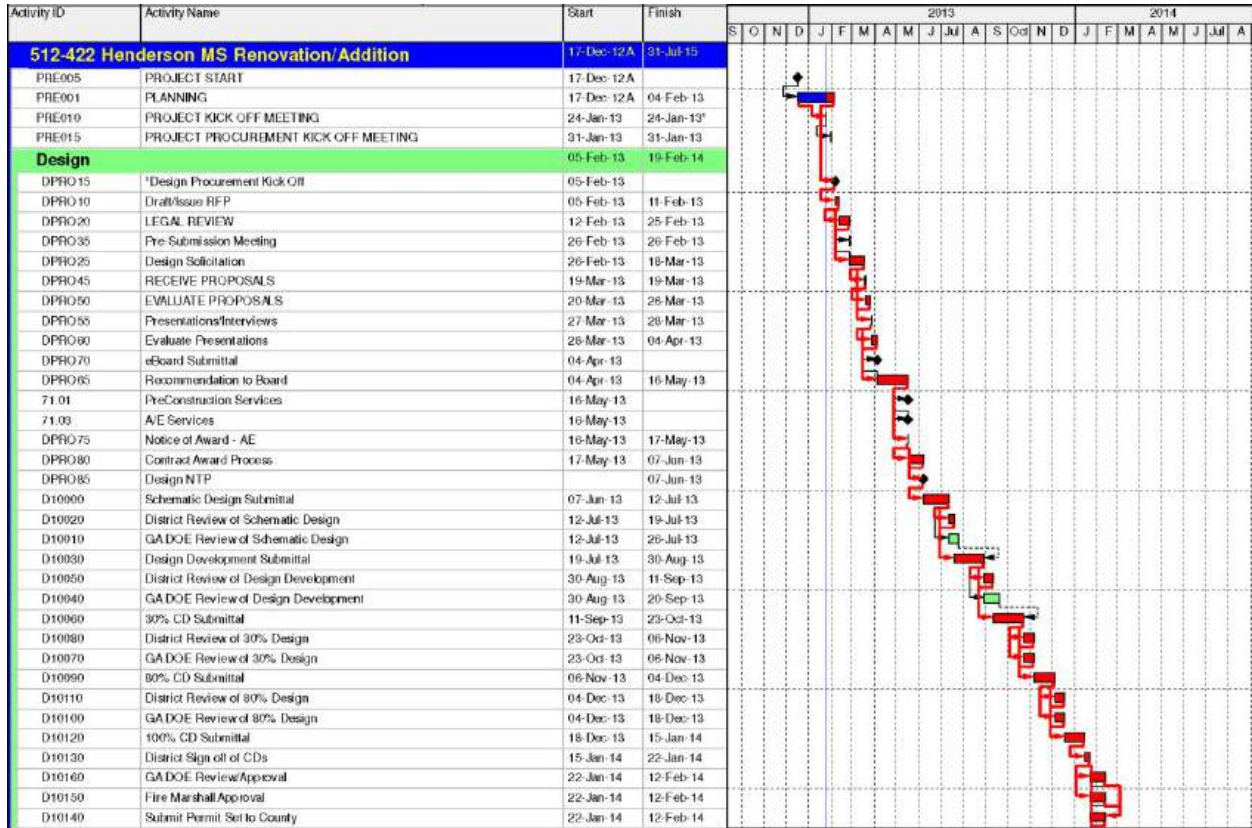 Activity ID Activity Name Start Finish 2013 2014
S O N D J F M A M J Jul A S Oct N D J F M A M J Jul A
512-422 Henderson MS Renovation/Addition 17-Dec-12A 31-Jul-15
PRE005 PROJECT START 17-Dec-12A
PRE001 PLANNING 17-Dec-12A 04-Feb-13
PRE010 PROJECT KICK OFF MEETING 24-Jan-13 24-Jan-13*
PRE015 PROJECT PROCUREMENT KICK OFF MEETING 31-Jan-13 31-Jan-13
Design 05-Feb-13 19-Feb-14
DPRO15 *Design Procurement Kick Off 05-Feb-13
DPRO10 Draft/Issue RFP 05-Feb-13 11-Feb-13
DPRO20 LEGAL REVIEW 12-Feb-13 25-Feb-13
DPRO35 Pre-Submission Meeting 26-Feb-13 26-Feb-13
DPRO25 Design Solicitation 26-Feb-13 18-Mar-13
DPRO45 RECEIVE PROPOSALS 19-Mar-13 19-Mar-13
DPRO50 EVALUATE PROPOSALS 20-Mar-13 26-Mar-13
DPRO55 Presentations/Interviews 27-Mar-13 28-Mar-13
DPRO60 Evaluate Presentations 28-Mar-13 04-Apr-13
DPRO70 eBoard Submittal 04-Apr-13
DPRO65 Recommendation to Board 04-Apr-13 16-May-13
71.01 PreConstruction Services 16-May-13
71.03 A/E Services 16-May-13
DPRO75 Notice of Award - AE 16-May-13 17-May-13
DPRO80 Contract Award Process 17-May-13 07-Jun-13
DPRO85 Design NTP 07-Jun-13
D10000 Schematic Design Submittal 07-Jun-13 12-Jul-13
D10020 District Review of Schematic Design 12-Jul-13 19-Jul-13
D10010 GA DOE Review of Schematic Design 12-Jul-13 26-Jul-13
D10030 Design Development Submittal 19-Jul-13 30-Aug-13
D10050 District Review of Design Development 30-Aug-13 11-Sep-13
D10040 GA DOE Review of Design Development 30-Aug-13 20-Sep-13
D10060 30% CD Submittal 11-Sep-13 23-Oct-13
D10080 District Review of 30% Design 23-Oct-13 06-Nov-13
D10070 GA DOE Review of 30% Design 23-Oct-13 06-Nov-13
D10090 80% CD Submittal 06-Nov-13 04-Dec-13
D10110 District Review of 80% Design 04-Dec-13 18-Dec-13
D10100 GA DOE Review of 80% Design 04-Dec-13 18-Dec-13
D10120 100% CD Submittal 18-Dec-13 15-Jan-14
D10130 District Sign off of CDs 15-Jan-14 22-Jan-14
D10160 GA DOE Review/Approval 22-Jan-14 12-Feb-14
D10150 Fire Marshall Approval 22-Jan-14 12-Feb-14
D10140 Submit Permit Set to County 22-Jan-14 12-Feb-14